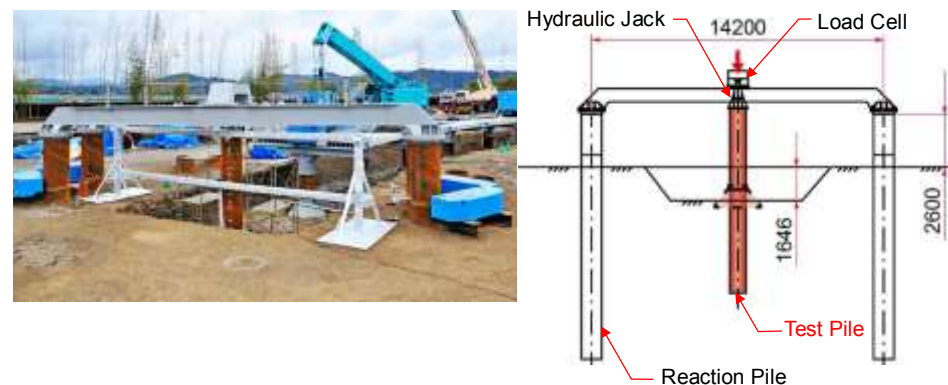 Hydraulic Jack
Load Cell
14200
1646
2600
Test Pile
Reaction Pile